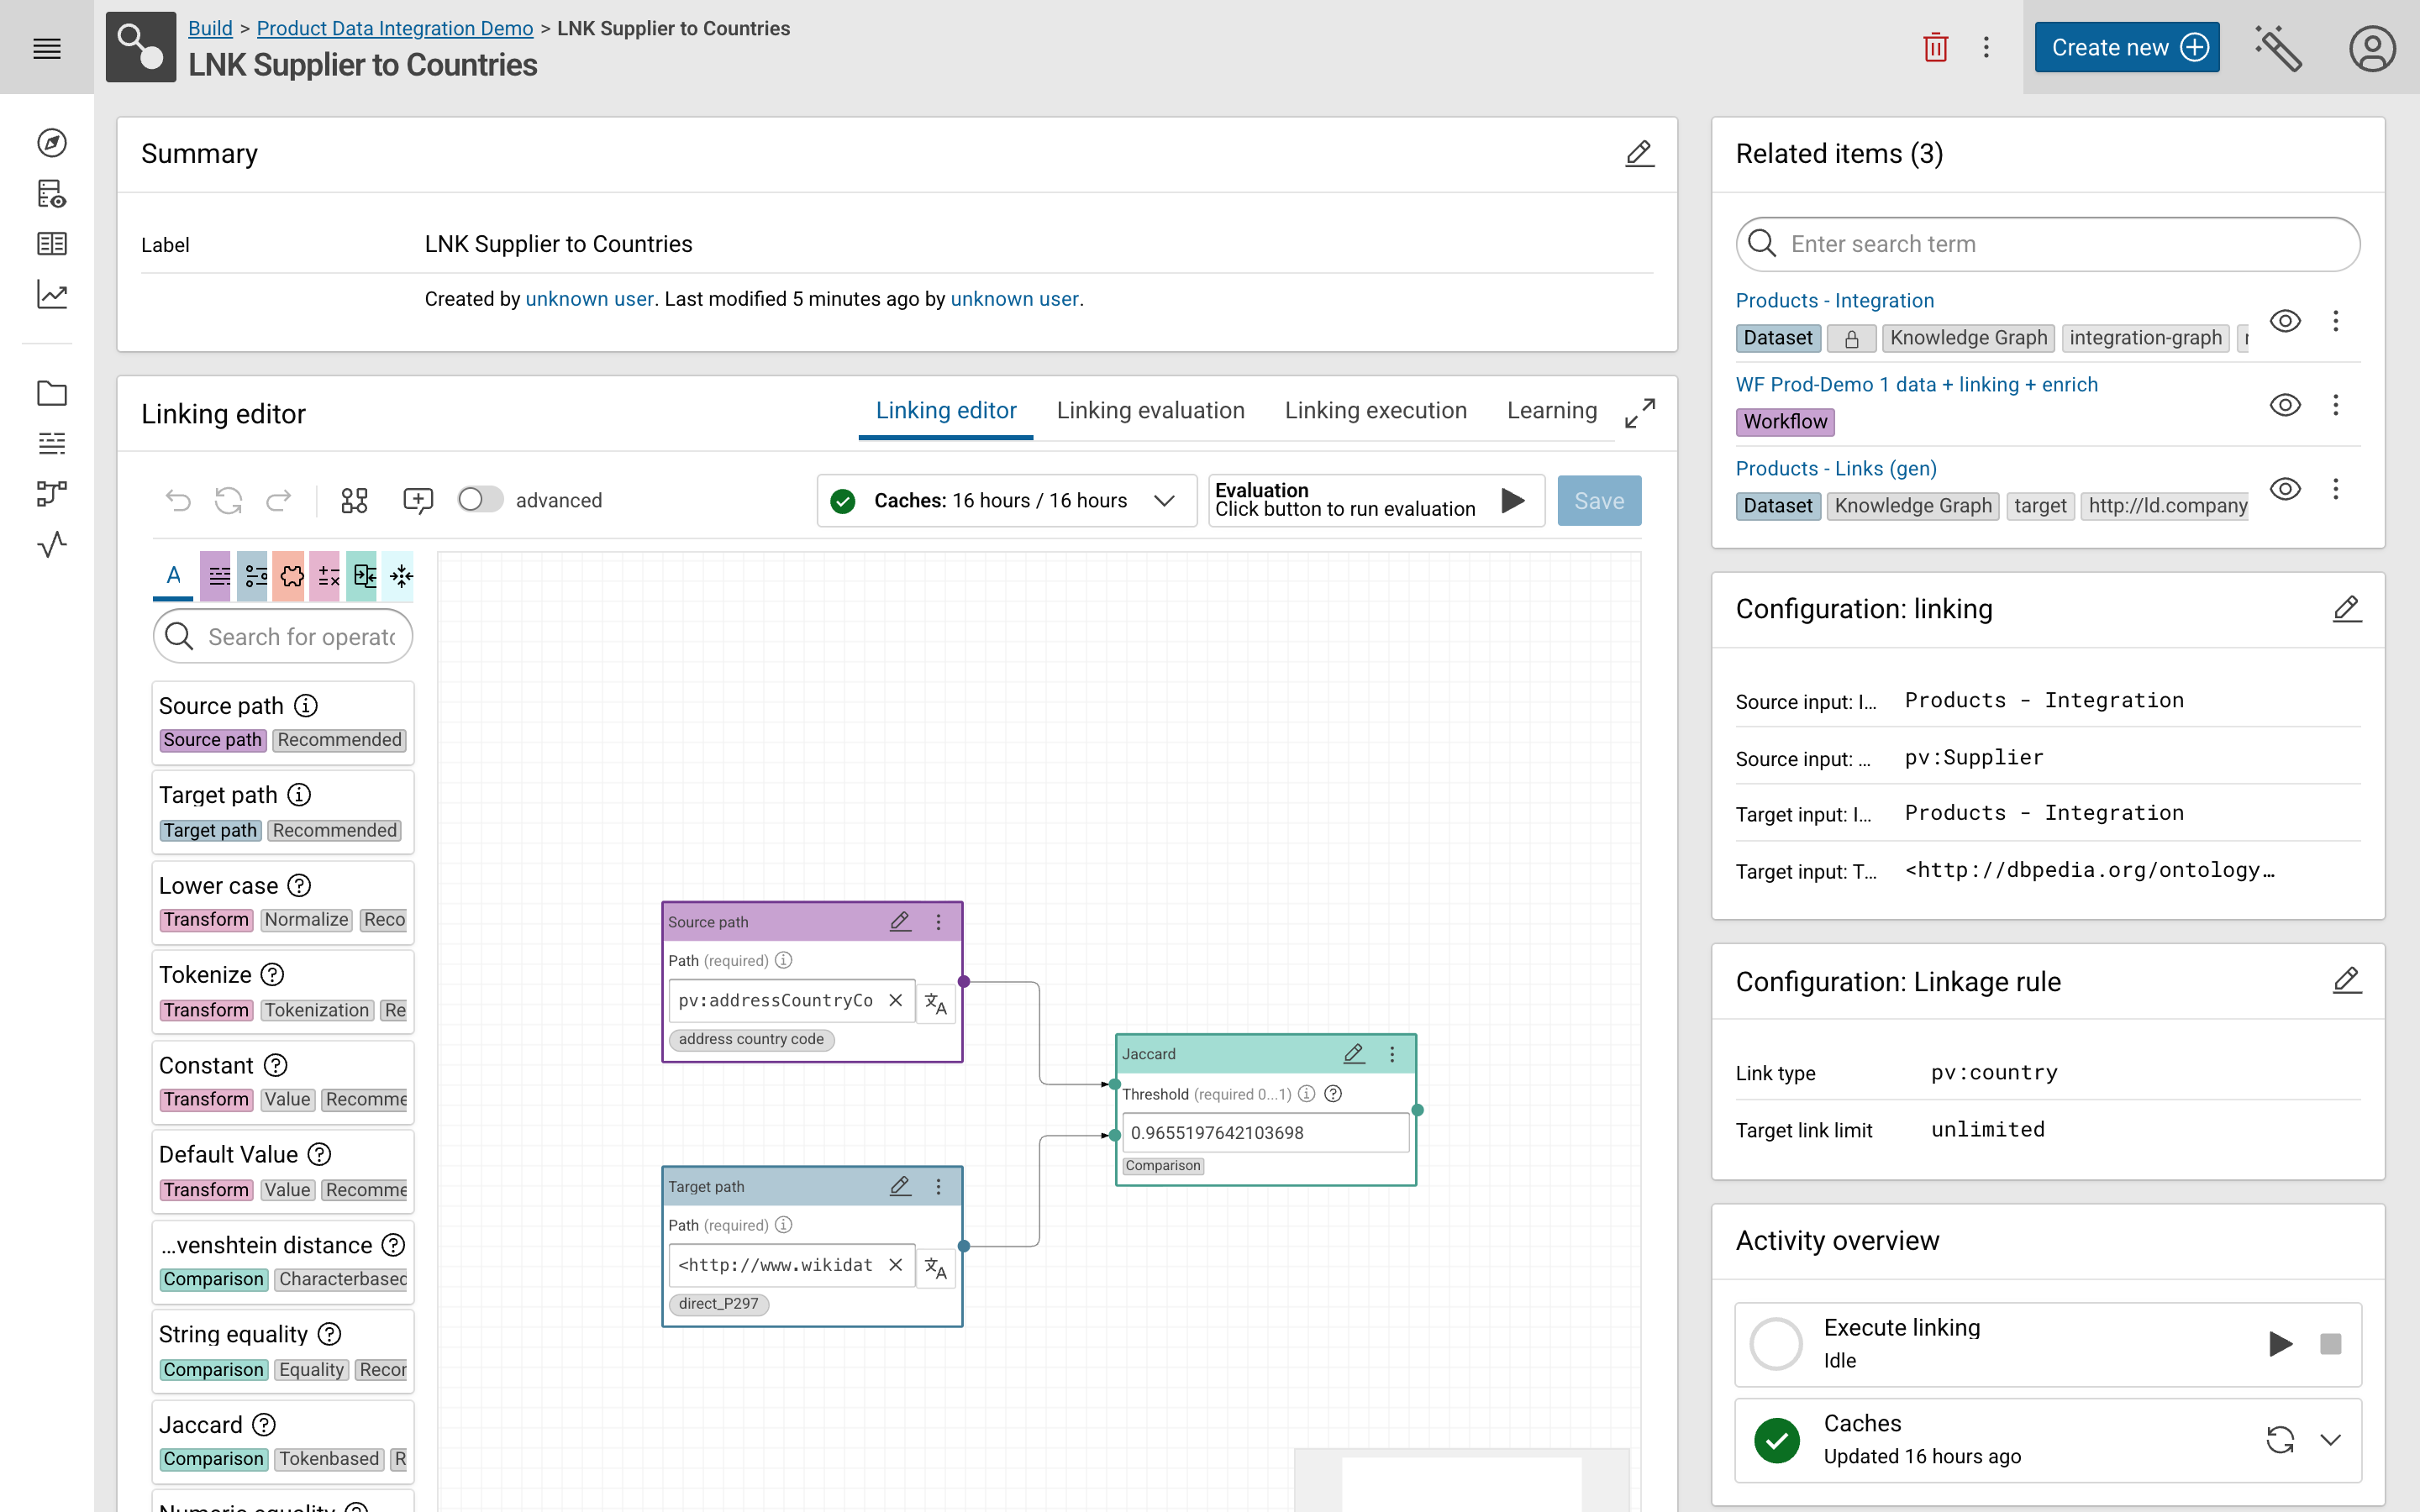 Build > Product Data Integration Demo > LNK Supplier to Countries
LNK Supplier to Countries
Create new
Summary
Label
LNK Supplier to Countries
Created by unknown user. Last modified 5 minutes ago by unknown user.
Linking editor
Linking editor
Linking evaluation
Linking execution
Learning
advanced
Caches: 16 hours / 16 hours
Evaluation
Click button to run evaluation
Save
A
Search for operato
Source path
Source path Recommended
Target path
Target path Recommended
Lower case
Transform Normalize Reco
Tokenize
Transform Tokenization Re
Constant
Transform Value Recomme
Default Value
Transform Value Recomme
...venshtein distance
Comparison Characterbased
String equality
Comparison Equality Recor
Jaccard
Comparison Tokenbased R
Numeric equality
Source path
Path (required)
pv:addressCountryCo
address country code
Target path
Path (required)
<http://www.wikidat
direct_P297
Jaccard
Threshold (required 0...1)
0.9655197642103698
Comparison
Related items (3)
Enter search term
Products - Integration
Dataset Knowledge Graph integration-graph
WF Prod-Demo 1 data + linking + enrich
Workflow
Products - Links (gen)
Dataset Knowledge Graph target http://ld.company
Configuration: linking
Source input: I... Products - Integration
Source input: ... pv:Supplier
Target input: I... Products - Integration
Target input: T... <http://dbpedia.org/ontology…
Configuration: Linkage rule
Link type pv:country
Target link limit unlimited
Activity overview
Execute linking
Idle
Caches
Updated 16 hours ago